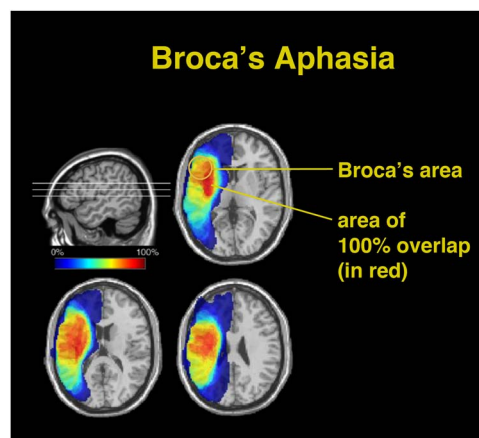 Broca's Aphasia
Broca's area
area of
100% overlap
(in red)
0%
100%